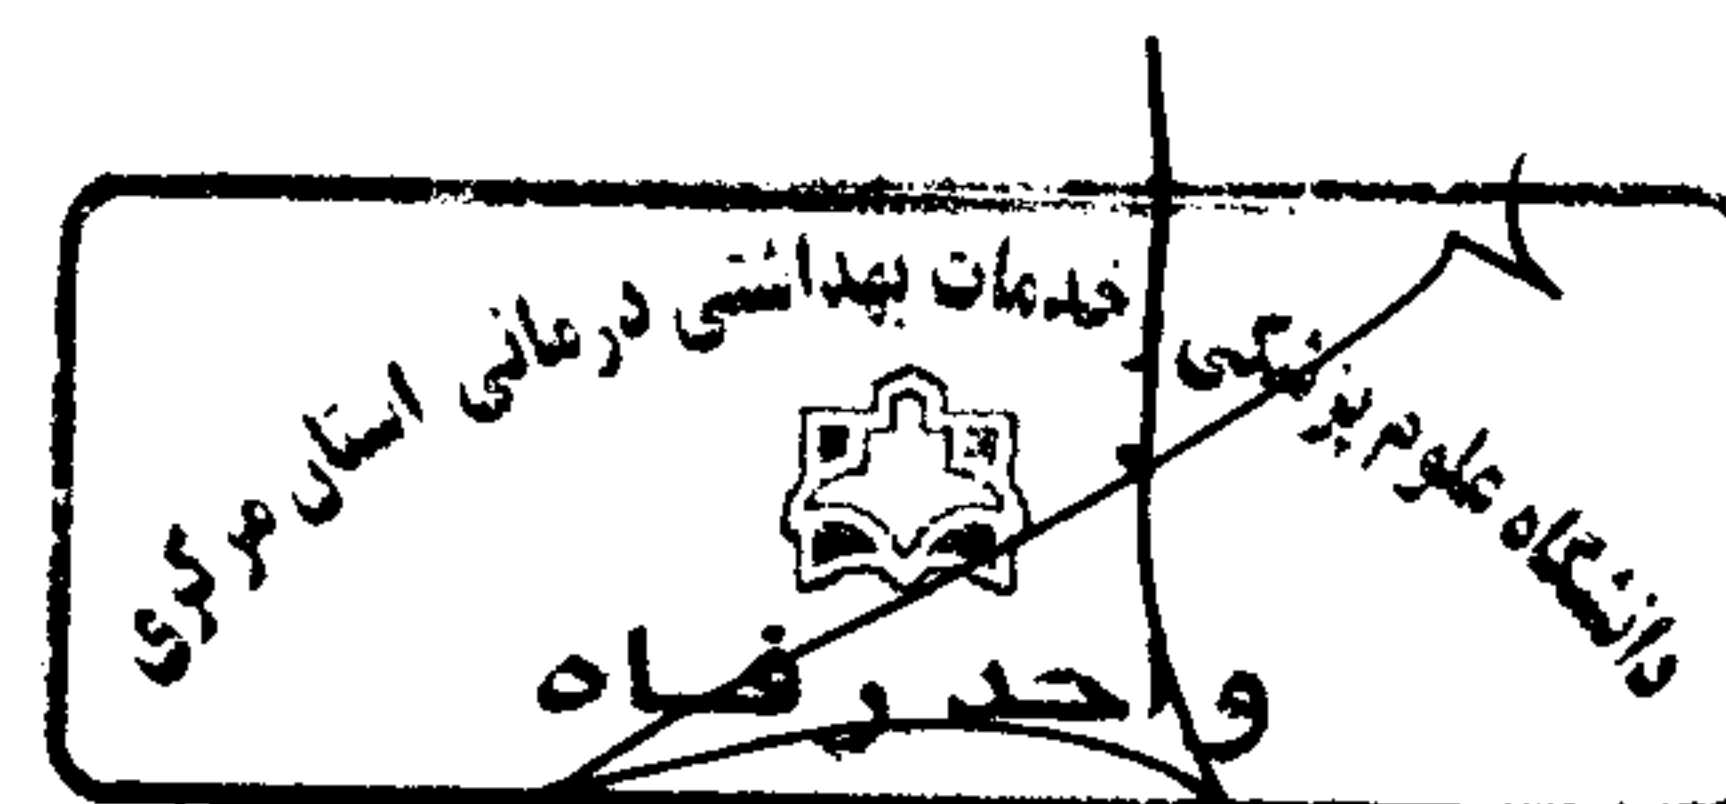 دانشگاه علوم پزشکی و خدمات بهداشتی درمانی استان مرکزی
واحد رفاه